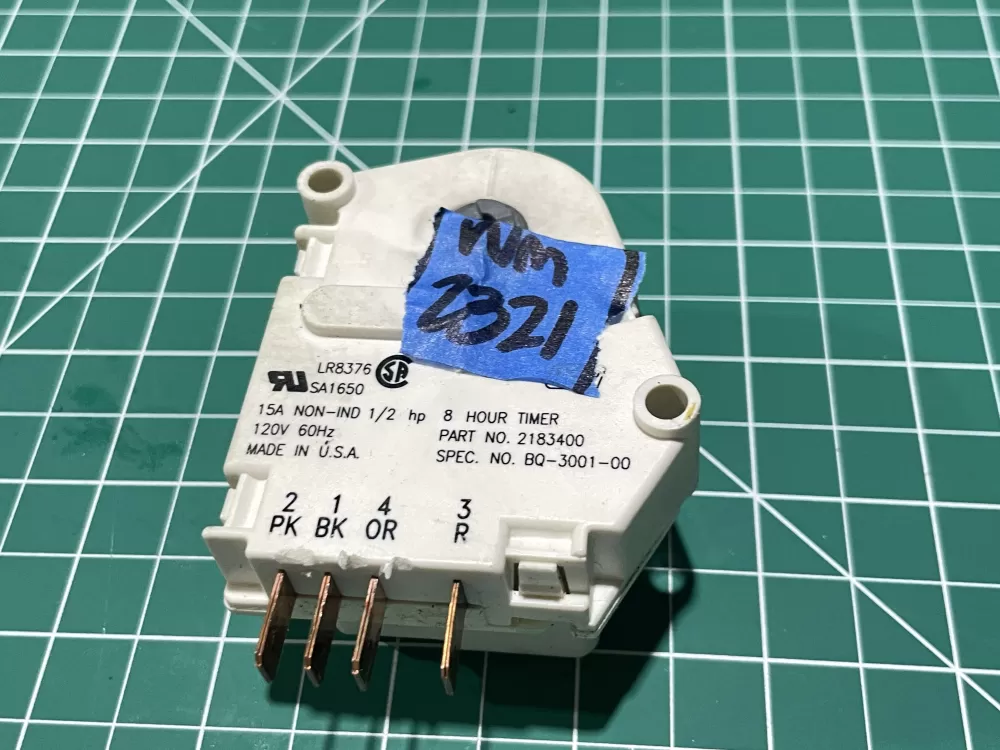 WM
2321
LR8376
SA1650
15A NON-IND 1/2 hp 8 HOUR TIMER
120V 60Hz PART NO. 2183400
MADE IN U.S.A. SPEC. NO. BQ-3001-00
2 1 4 3
PK BK OR R